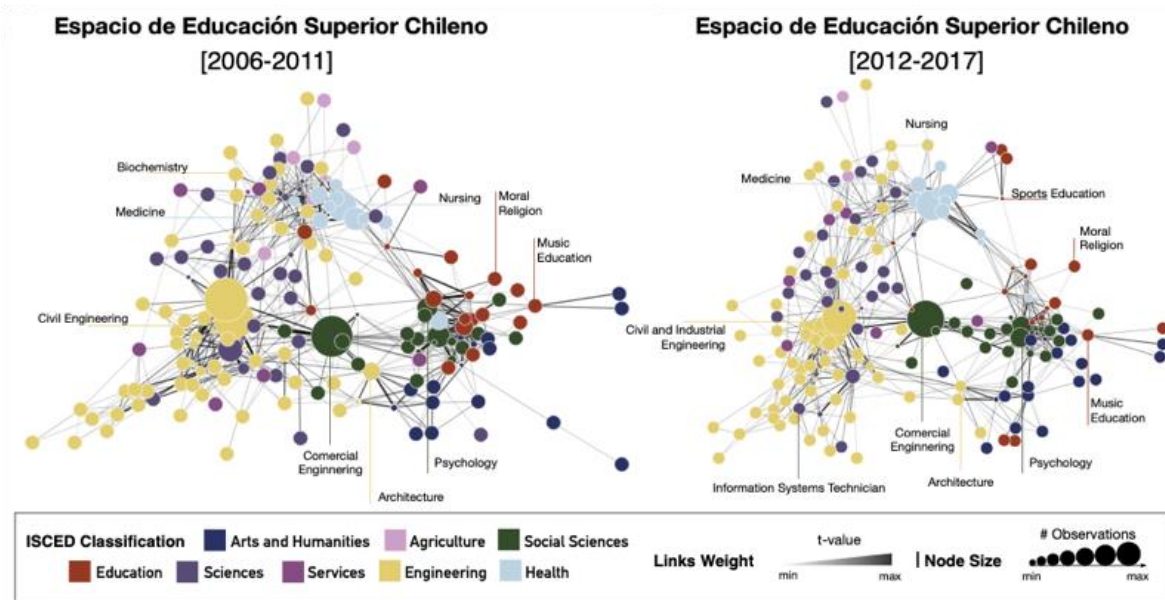 Espacio de Educación Superior Chileno
[2006-2011]
Biochemistry
Medicine
Nursing
Moral
Religion
Music
Education
Civil Engineering
Comercial
Enginnering
Psychology
Architecture
Espacio de Educación Superior Chileno
[2012-2017]
Nursing
Medicine
Sports Education
Moral
Religion
Civil and Industrial
Engineering
Music
Education
Comercial
Enginnering
Psychology
Architecture
Information Systems Technician
ISCED Classification
Arts and Humanities
Agriculture
Social Sciences
Education
Sciences
Services
Engineering
Health
Links Weight
t-value
min
max
Node Size
# Observations
min
max